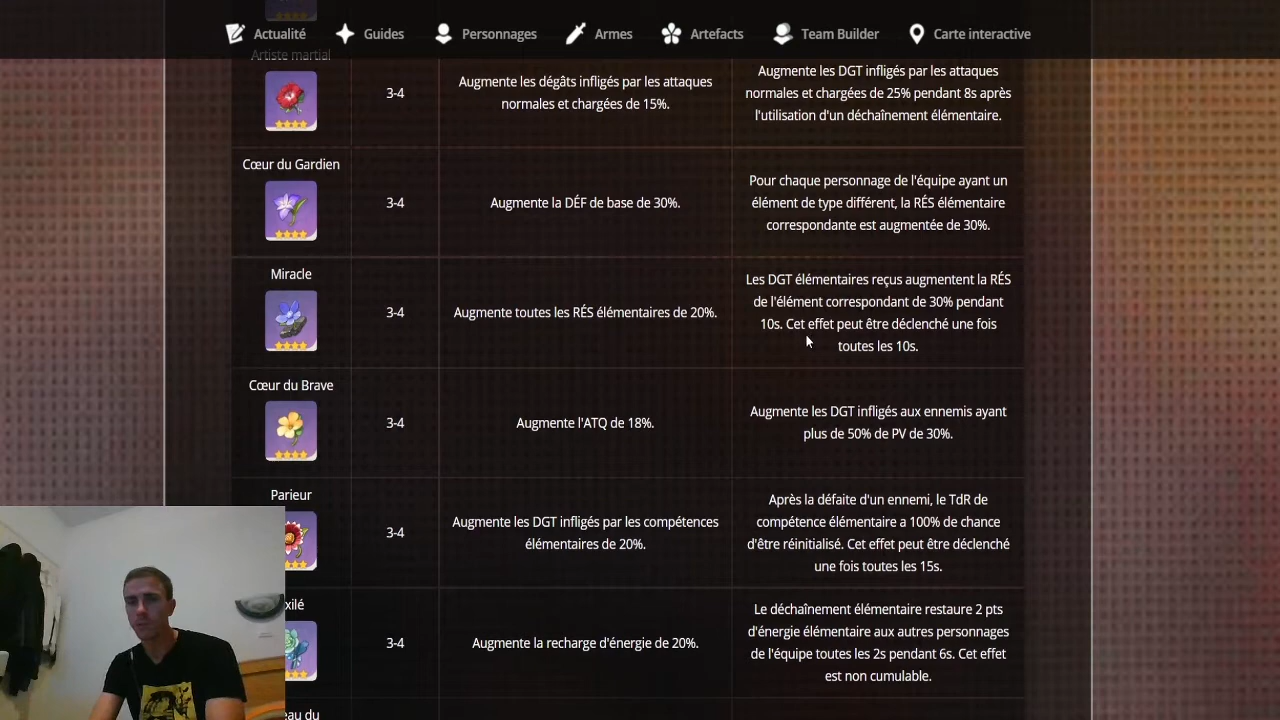 Actualité
Guides
Personnages
Armes
Artefacts
Team Builder
Carte interactive
Artiste martial
3-4
Augmente les dégâts infligés par les attaques
normales et chargées de 15%.
Augmente les DGT infligés par les attaques
normales et chargées de 25% pendant 8s après
l'utilisation d'un déchaînement élémentaire.
Cœur du Gardien
3-4
Augmente la DÉF de base de 30%.
Pour chaque personnage de l'équipe ayant un
élément de type différent, la RÉS élémentaire
correspondante est augmentée de 30%.
Miracle
3-4
Augmente toutes les RÉS élémentaires de 20%.
Les DGT élémentaires reçus augmentent la RÉS
de l'élément correspondant de 30% pendant
10s. Cet effet peut être déclenché une fois
toutes les 10s.
Cœur du Brave
3-4
Augmente l'ATQ de 18%.
Augmente les DGT infligés aux ennemis ayant
plus de 50% de PV de 30%.
Parieur
3-4
Augmente les DGT infligés par les compétences
élémentaires de 20%.
Après la défaite d'un ennemi, le TdR de
compétence élémentaire a 100% de chance
d'être réinitialisé. Cet effet peut être déclenché
une fois toutes les 15s.
xilé
3-4
Augmente la recharge d'énergie de 20%.
Le déchaînement élémentaire restaure 2 pts
d'énergie élémentaire aux autres personnages
de l'équipe toutes les 2s pendant 6s. Cet effet
est non cumulable.
eau du